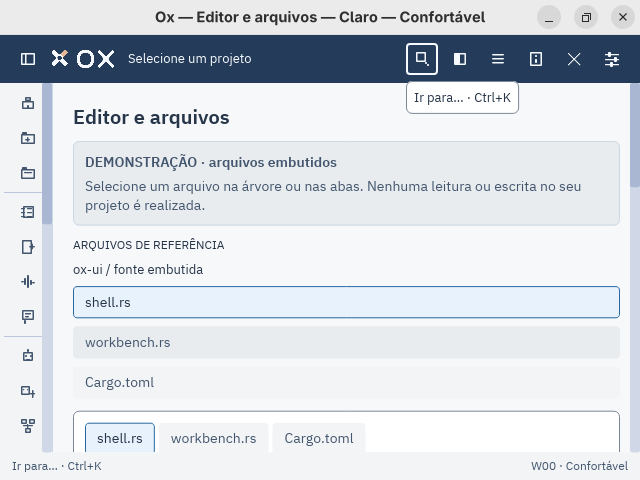 Ox — Editor e arquivos — Claro — Confortável
OX
Selecione um projeto
Ir para... · Ctrl+K
Editor e arquivos
DEMONSTRAÇÃO · arquivos embutidos
Selecione um arquivo na árvore ou nas abas. Nenhuma leitura ou escrita no seu
projeto é realizada.
ARQUIVOS DE REFERÊNCIA
ox-ui / fonte embutida
shell.rs
workbench.rs
Cargo.toml
shell.rs workbench.rs Cargo.toml
Ir para... · Ctrl+K
W00 · Confortável